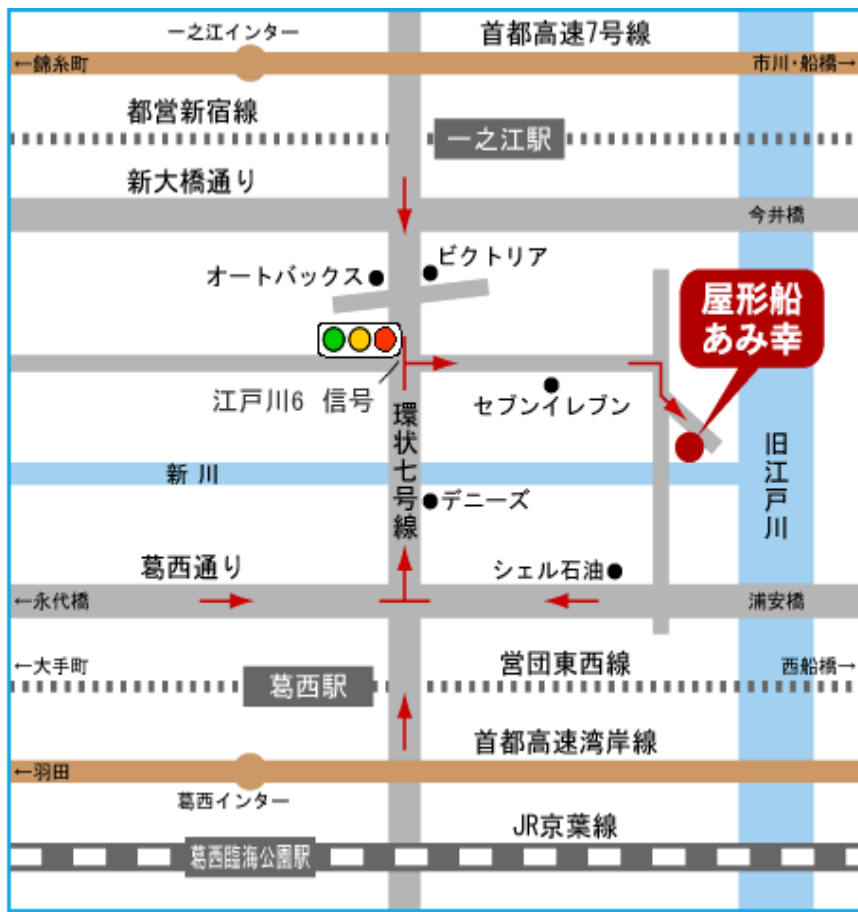 一之江インター
首都高速7号線
←錦糸町
市川・船橋→
都営新宿線
一之江駅
新大橋通り
今井橋
ビクトリア
オートバックス
屋形船
あみ幸
江戸川6 信号
セブンイレブン
環状七号線
旧江戸川
新川
デニーズ
葛西通り
シェル石油
←永代橋
浦安橋
←大手町
営団東西線
西船橋→
葛西駅
首都高速湾岸線
←羽田
葛西インター
JR京葉線
葛西臨海公園駅